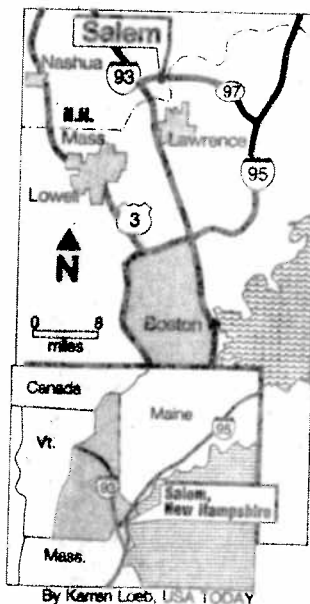 Salem
Nashua
93
97
N.H.
Mass
Lawrence
Lowell
95
3
N
0 8
miles
Boston
Canada
Maine
Vt.
95
93
Salem,
New Hampshire
Mass.
By Karren Loeb, USA TODAY